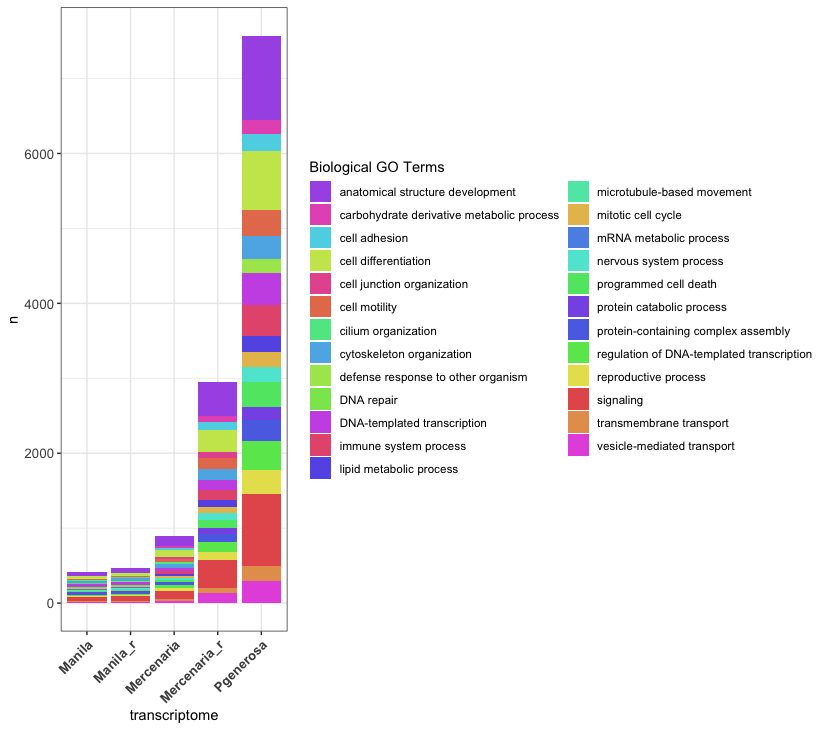 6000
4000
2000
0
n
Manila
Manila_r
Mercenaria
Mercenaria_r
Pgenerosa
transcriptome
Biological GO Terms
anatomical structure development
carbohydrate derivative metabolic process
cell adhesion
cell differentiation
cell junction organization
cell motility
cilium organization
cytoskeleton organization
defense response to other organism
DNA repair
DNA-templated transcription
immune system process
lipid metabolic process
microtubule-based movement
mitotic cell cycle
mRNA metabolic process
nervous system process
programmed cell death
protein catabolic process
protein-containing complex assembly
regulation of DNA-templated transcription
reproductive process
signaling
transmembrane transport
vesicle-mediated transport